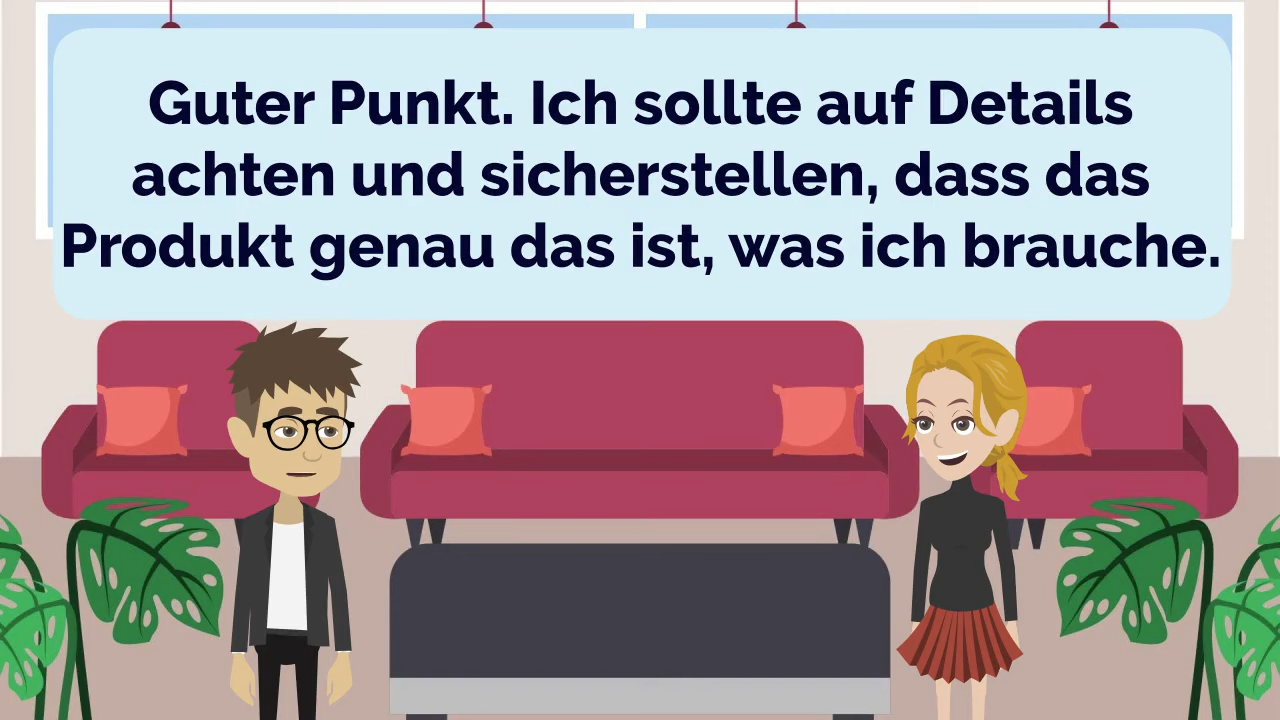 Guter Punkt. Ich sollte auf Details
achten und sicherstellen, dass das
Produkt genau das ist, was ich brauche.